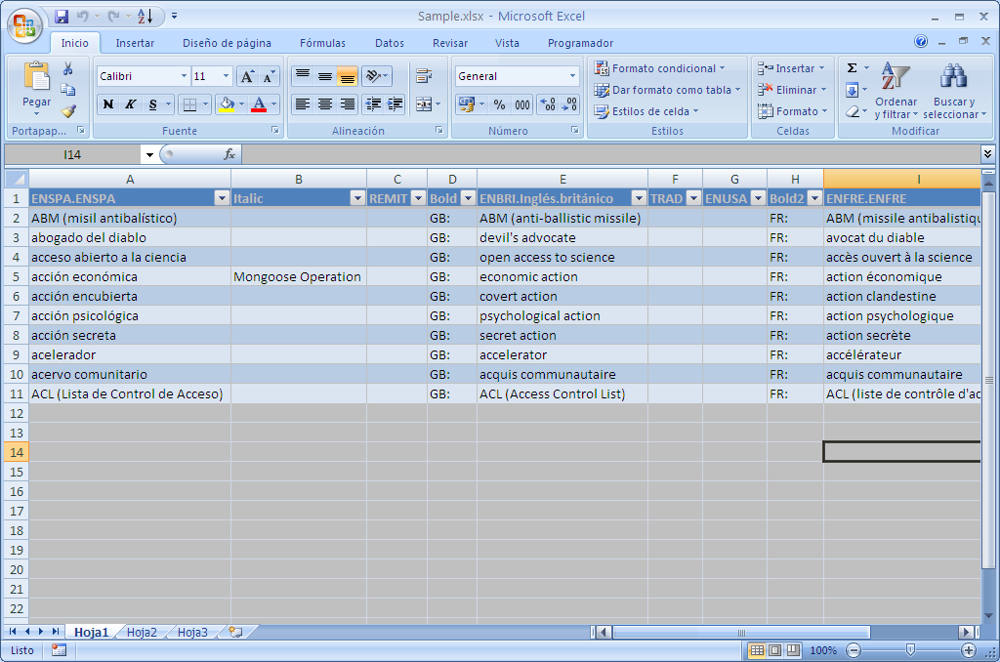 Sample.xlsx - Microsoft Excel
Inicio Insertar Diseño de página Fórmulas Datos Revisar Vista Programador
Pegar
Portapap...
Calibri 11
N K S
Fuente
Alineación
General
% 000
Número
Formato condicional
Dar formato como tabla
Estilos de celda
Estilos
Insertar
Eliminar
Formato
Celdas
Ordenar y filtrar
Buscar y seleccionar
Modificar
I14 fx
A B C D E F G H I
1 ENSPA.ENSPA Italic REMIT Bold ENBRI.Inglés.británico TRAD ENUSA Bold2 ENFRE.ENFRE
2 ABM (misil antibalístico) GB: ABM (anti-ballistic missile) FR: ABM (missile antibalistiqu
3 abogado del diablo GB: devil's advocate FR: avocat du diable
4 acceso abierto a la ciencia GB: open access to science FR: accès ouvert à la science
5 acción económica Mongoose Operation GB: economic action FR: action économique
6 acción encubierta GB: covert action FR: action clandestine
7 acción psicológica GB: psychological action FR: action psychologique
8 acción secreta GB: secret action FR: action secrète
9 acelerador GB: accelerator FR: accélérateur
10 acervo comunitario GB: acquis communautaire FR: acquis communautaire
11 ACL (Lista de Control de Acceso) GB: ACL (Access Control List) FR: ACL (liste de contrôle d'ac
12
13
14
15
16
17
18
19
20
21
22
Hoja1 Hoja2 Hoja3
Listo 100%